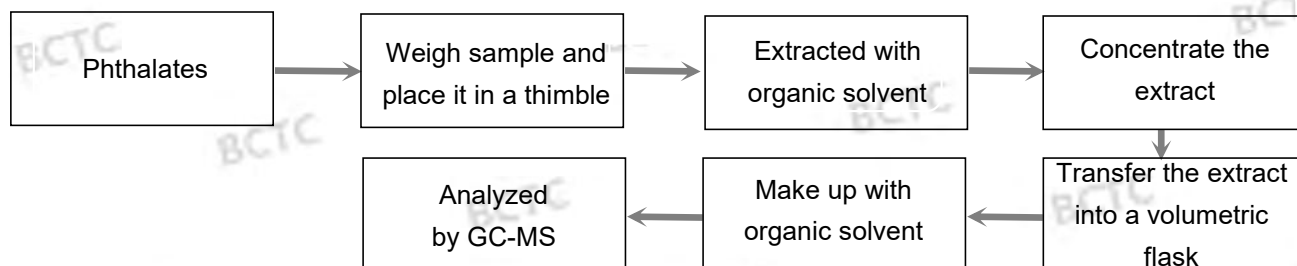 BCTC
Phthalates
Weigh sample and
place it in a thimble
Extracted with
organic solvent
Concentrate the
extract
BCTC
BCTC
BCTC
Transfer the extract
into a volumetric
flask
BCTC
Make up with
organic solvent
Analyzed
by GC-MS
BCTC